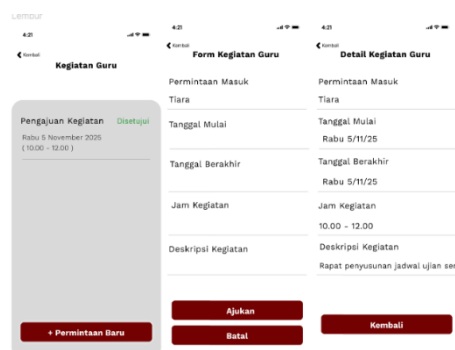 Lembur
4:21
Kembali
Kegiatan Guru
Pengajuan Kegiatan Disetujui
Rabu 5 November 2025
( 10.00 - 12.00 )
+ Permintaan Baru
4:21
Kembali
Form Kegiatan Guru
Permintaan Masuk
Tiara
Tanggal Mulai
Tanggal Berakhir
Jam Kegiatan
Deskripsi Kegiatan
Ajukan
Batal
4:21
Kembali
Detail Kegiatan Guru
Permintaan Masuk
Tiara
Tanggal Mulai
Rabu 5/11/25
Tanggal Berakhir
Rabu 5/11/25
Jam Kegiatan
10.00 - 12.00
Deskripsi Kegiatan
Rapat penyusunan jadwal ujian ser
Kembali